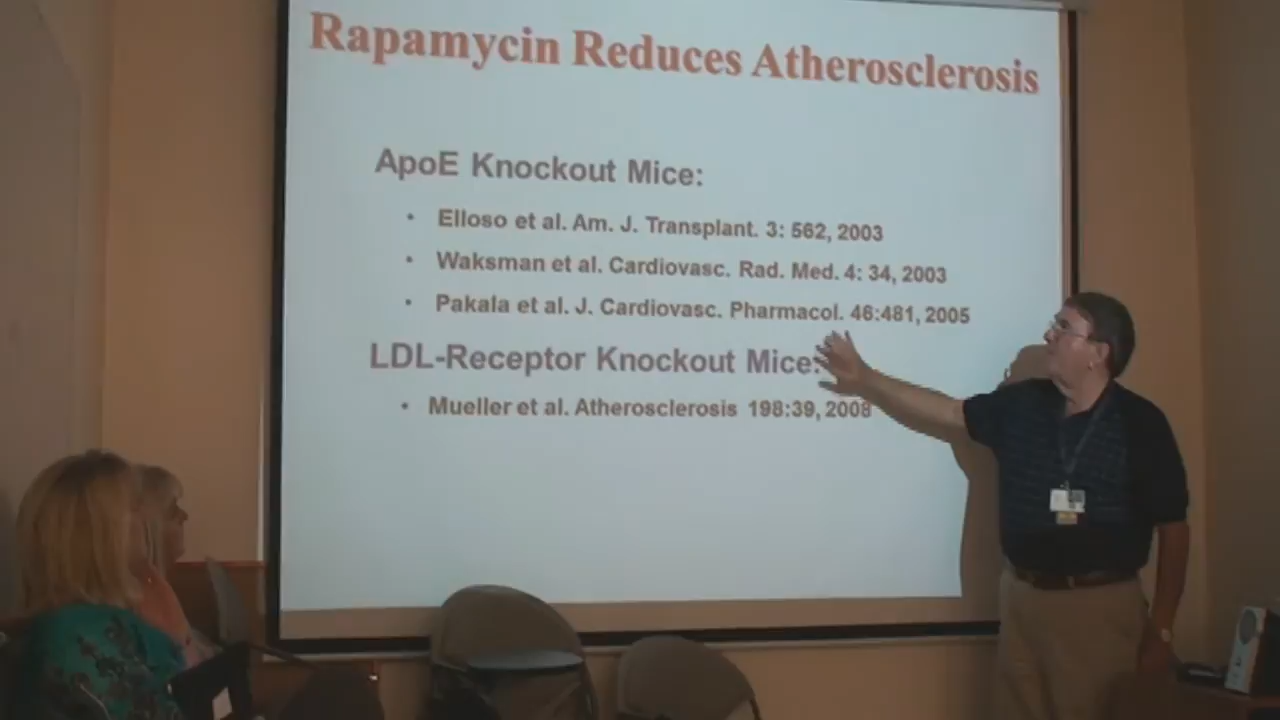 Rapamycin Reduces Atherosclerosis
ApoE Knockout Mice:
• Elloso et al. Am. J. Transplant. 3: 562, 2003
• Waksman et al. Cardiovasc. Rad. Med. 4: 34, 2003
• Pakala et al. J. Cardiovasc. Pharmacol. 46:481, 2005
LDL-Receptor Knockout Mice:
• Mueller et al. Atherosclerosis 198:39, 2008